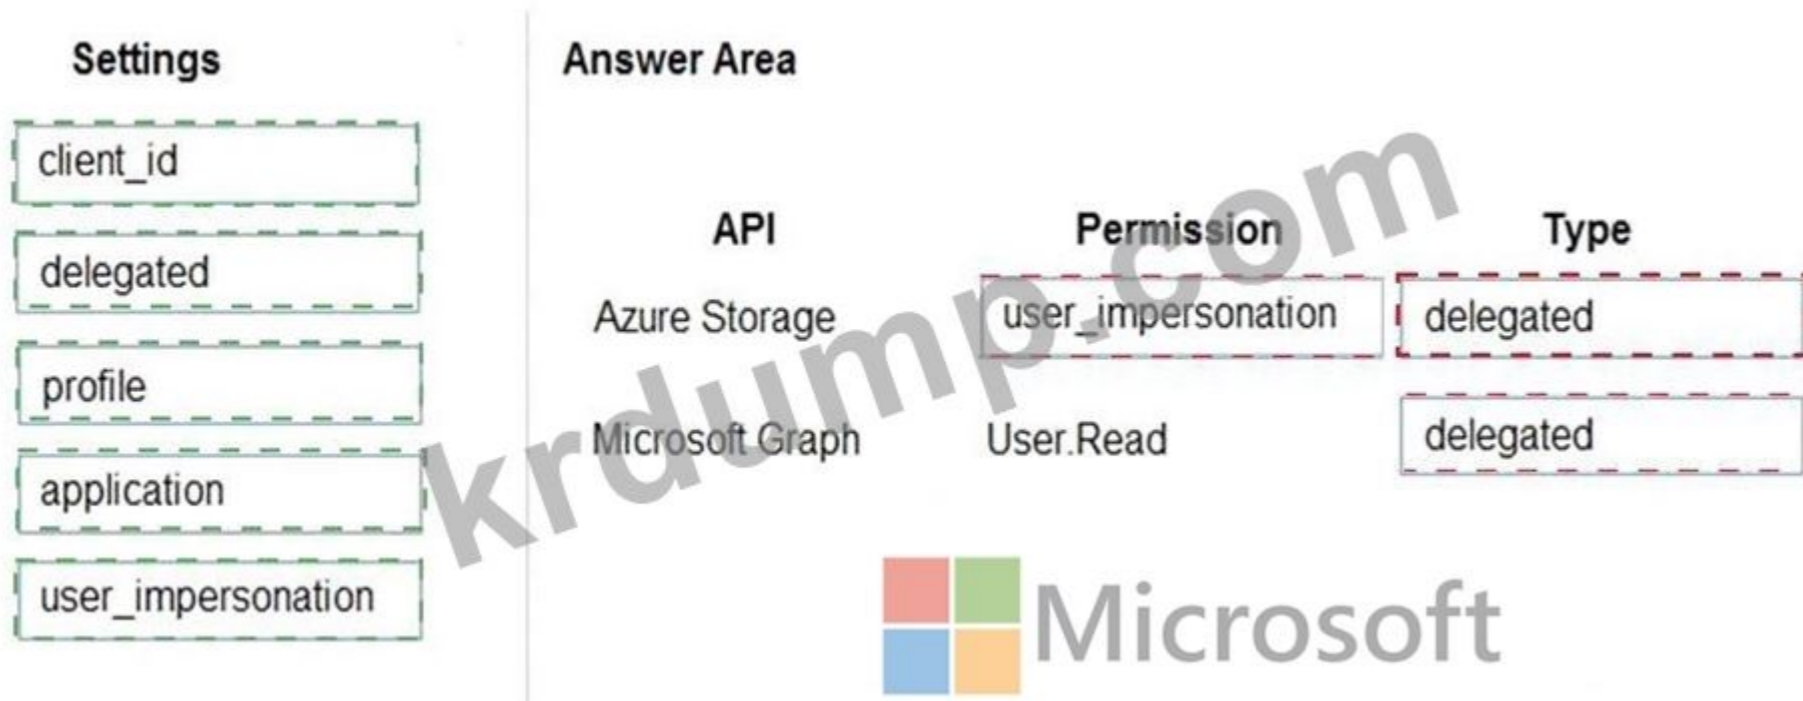 Settings
client_id
delegated
profile
application
user_impersonation
Answer Area
API Permission Type
Azure Storage user_impersonation delegated
Microsoft Graph User.Read delegated
krdump.com
Microsoft